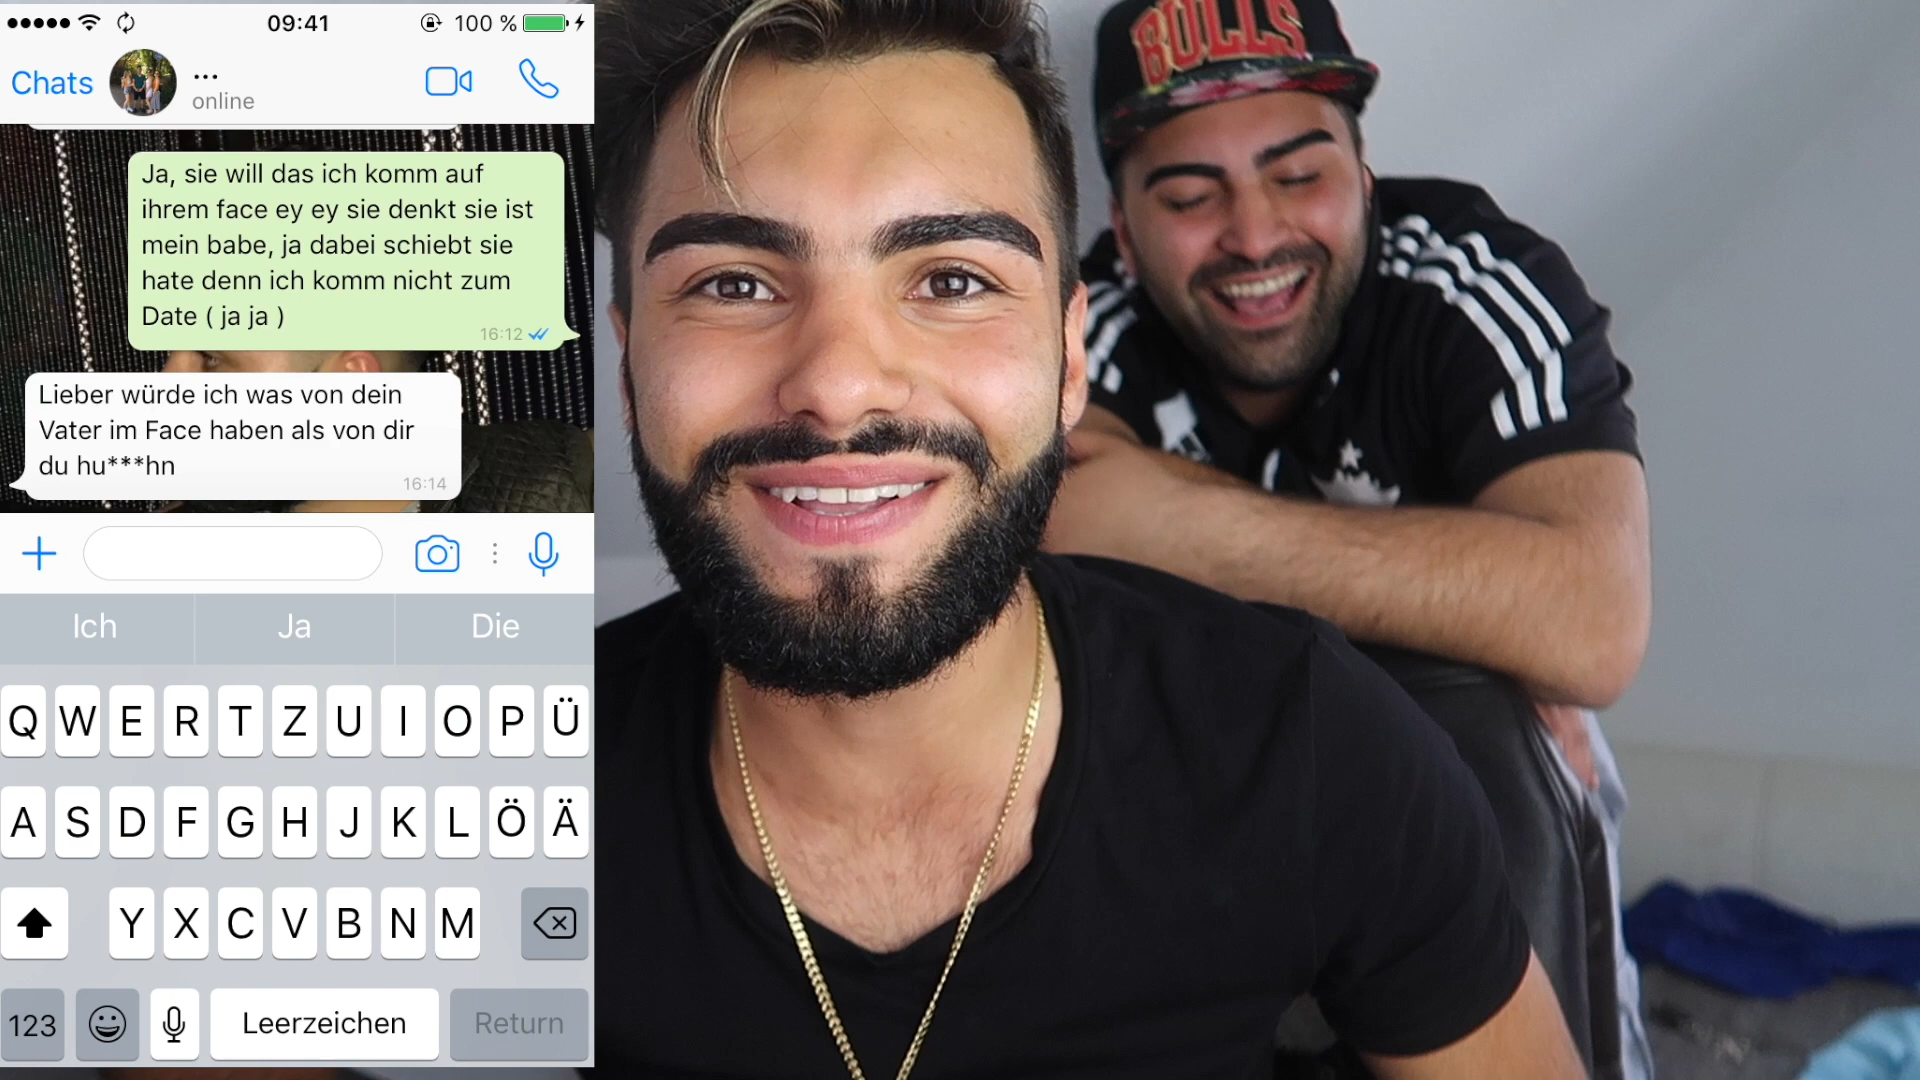 09:41
100 %
Chats
...
online
Ja, sie will das ich komm auf
ihrem face ey ey sie denkt sie ist
mein babe, ja dabei schiebt sie
hate denn ich komm nicht zum
Date ( ja ja )
16:12
Lieber würde ich was von dein
Vater im Face haben als von dir
du hu***hn
16:14
Ich
Ja
Die
Q W E R T Z U I O P Ü
A S D F G H J K L Ö Ä
Y X C V B N M
123
Leerzeichen
Return
BULLS